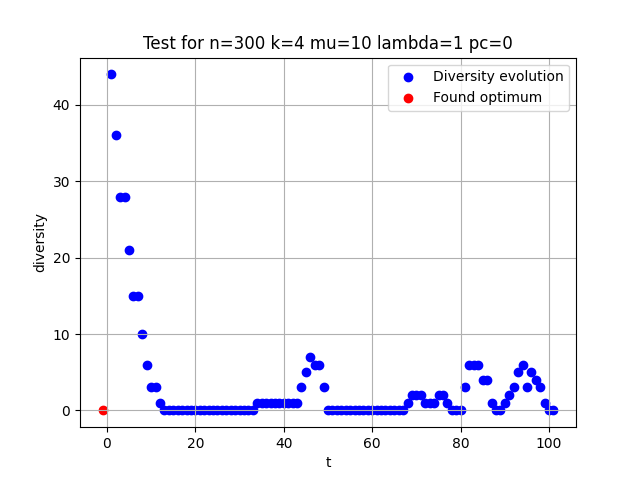 Test for n=300 k=4 mu=10 lambda=1 pc=0
Diversity evolution
Found optimum
40
30
20
10
0
diversity
0 20 40 60 80 100
t